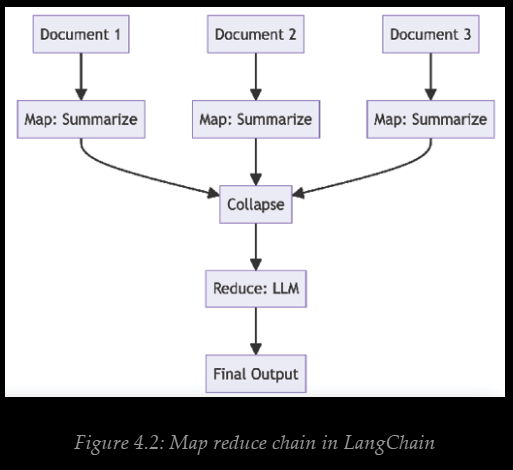 Document 1
Document 2
Document 3
Map: Summarize
Map: Summarize
Map: Summarize
Collapse
Reduce: LLM
Final Output
Figure 4.2: Map reduce chain in LangChain